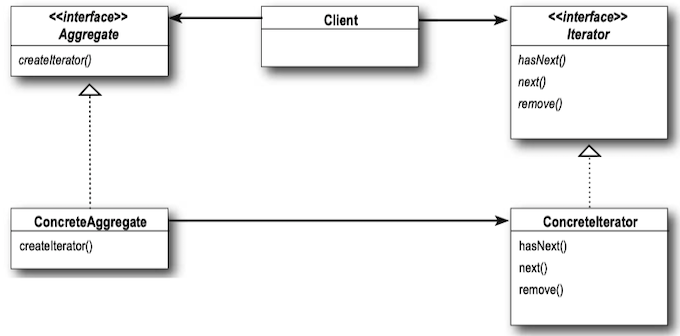 <<interface>>
Aggregate
createIterator()
Client
<<interface>>
Iterator
hasNext()
next()
remove()
ConcreteAggregate
createIterator()
ConcreteIterator
hasNext()
next()
remove()